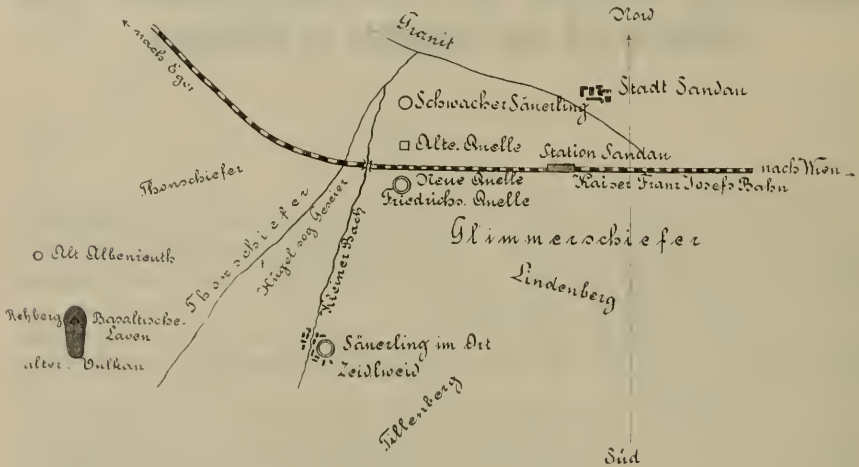 Nord
nach Eger
Granit
Stadt Sandau
Schwacher Säuerling
Alte. Quelle
Station Sandau
nach Wien
Kaiser Franz Josefs Bahn
Neue Quelle
Friedrichs. Quelle
Thonschiefer
Thonschiefer
Hügel sog Geseier
Kleiner Bach
Glimmerschiefer
Lindenberg
Alt Albenreuth
Rehberg
Basaltische.
Laven
alter. Vulkan
Säuerling im Ort
Zeidlweid
Tillenberg
Süd